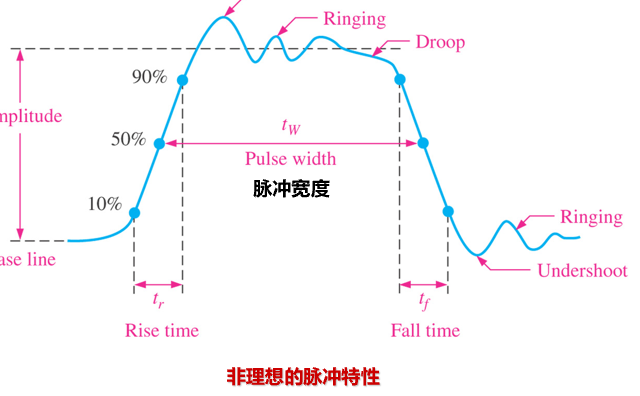 Ringing
Droop
90%
mplitude
50%
tW
Pulse width
脉冲宽度
10%
Ringing
ase line
Undershoot
tr
tf
Rise time
Fall time
非理想的脉冲特性